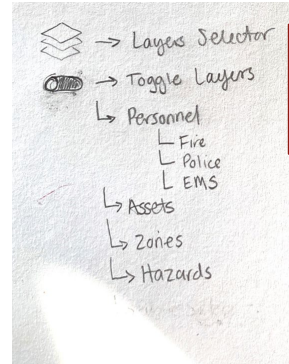 → Layers Selector
→ Toggle Layers
↳ Personnel
Fire
Police
EMS
↳ Assets
↳ Zones
↳ Hazards